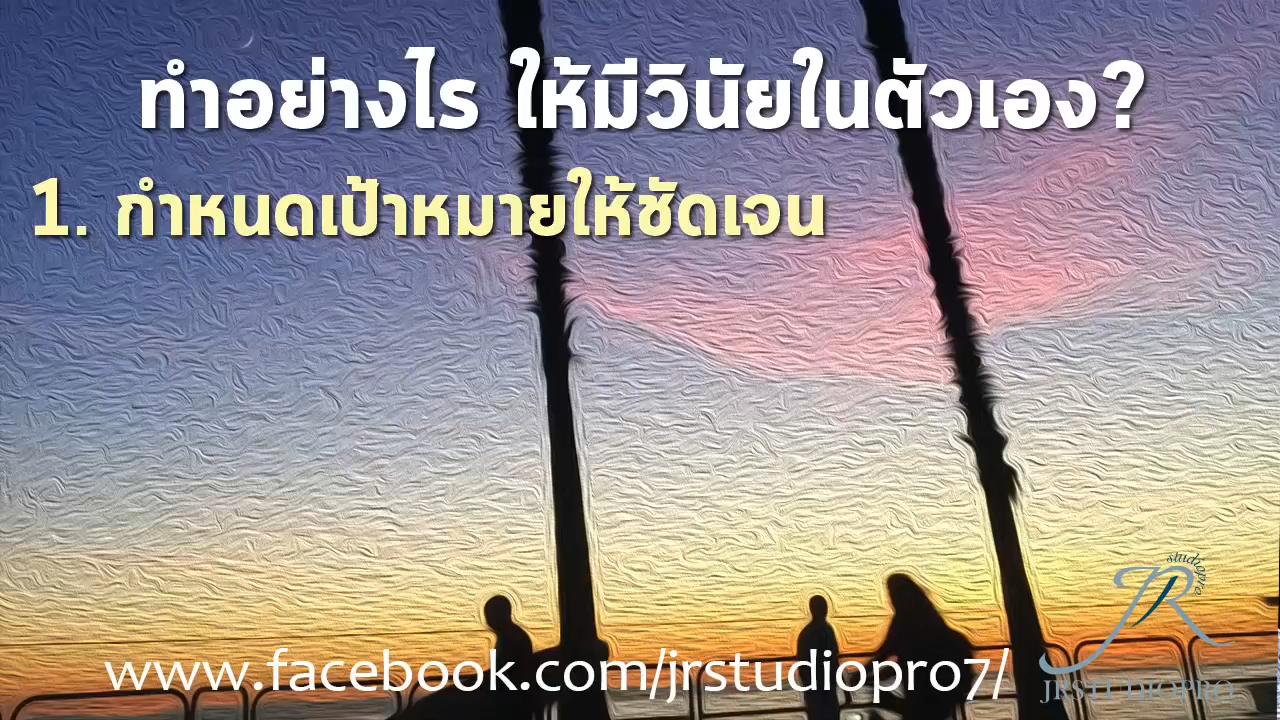 ทำอย่างไร ให้มีวินัยในตัวเอง?
1. กำหนดเป้าหมายให้ชัดเจน
studiopro
JR
www.facebook.com/jrstudiopro7/
JRSTUDIOPRO